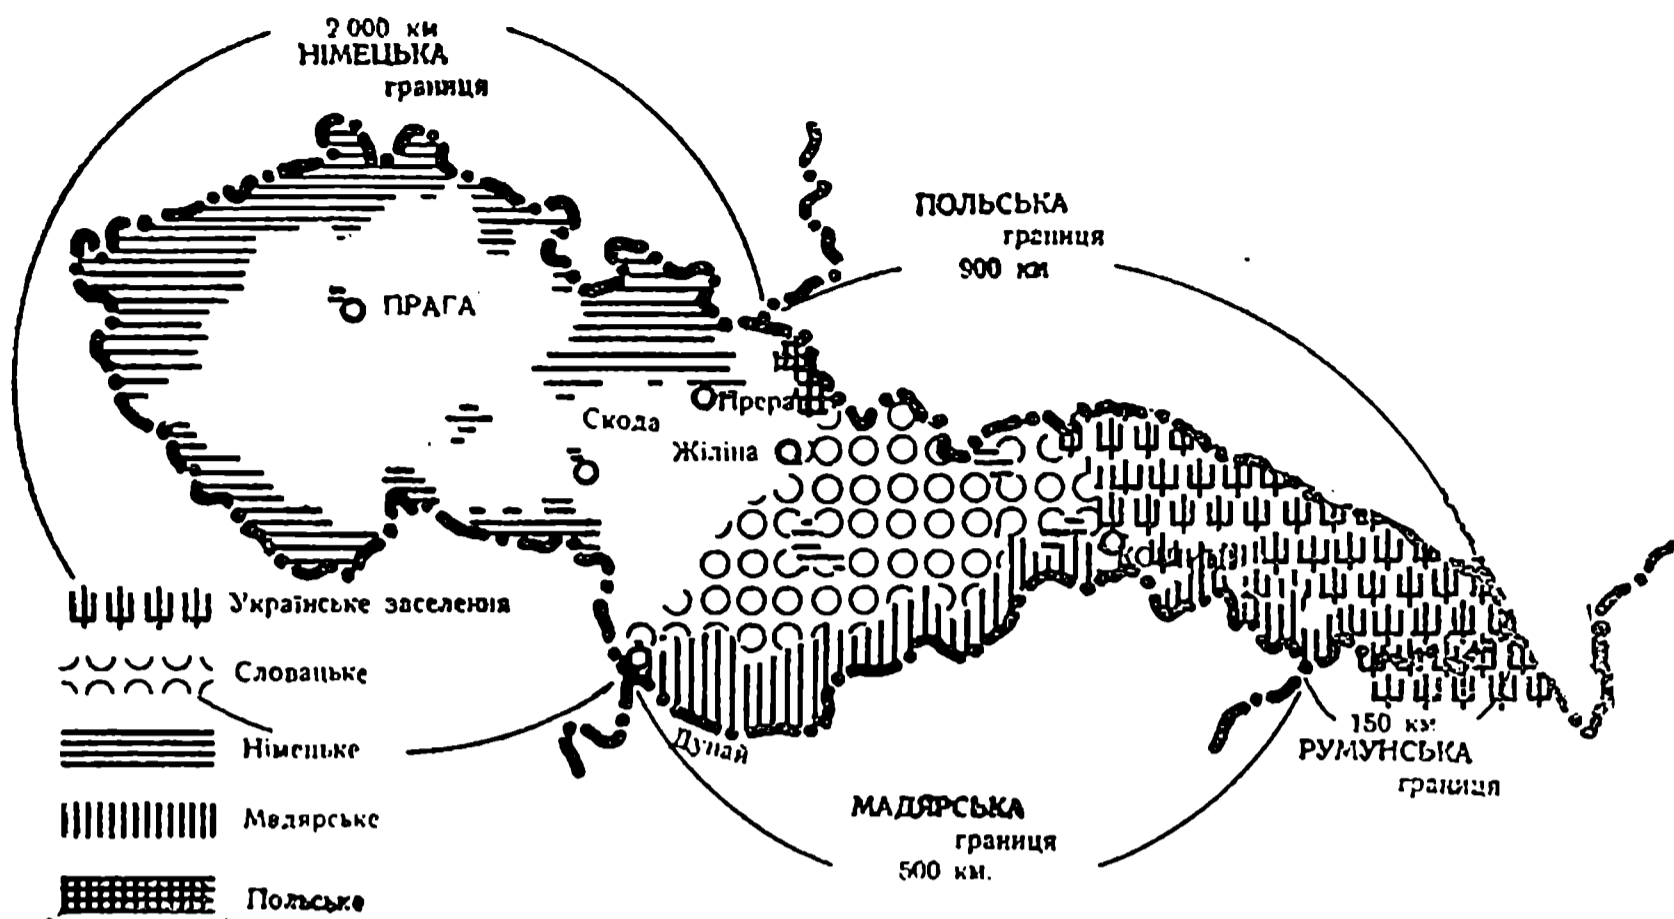 2 000 км
НІМЕЦЬКА
границя
ПОЛЬСЬКА
границя
900 км
ПРАГА
Скода
Жіліна
Дунай
Українське заселення
Словацьке
Німецьке
Мадярське
Польське
150 км
РУМУНСЬКА
границя
МАДЯРСЬКА
границя
500 км.